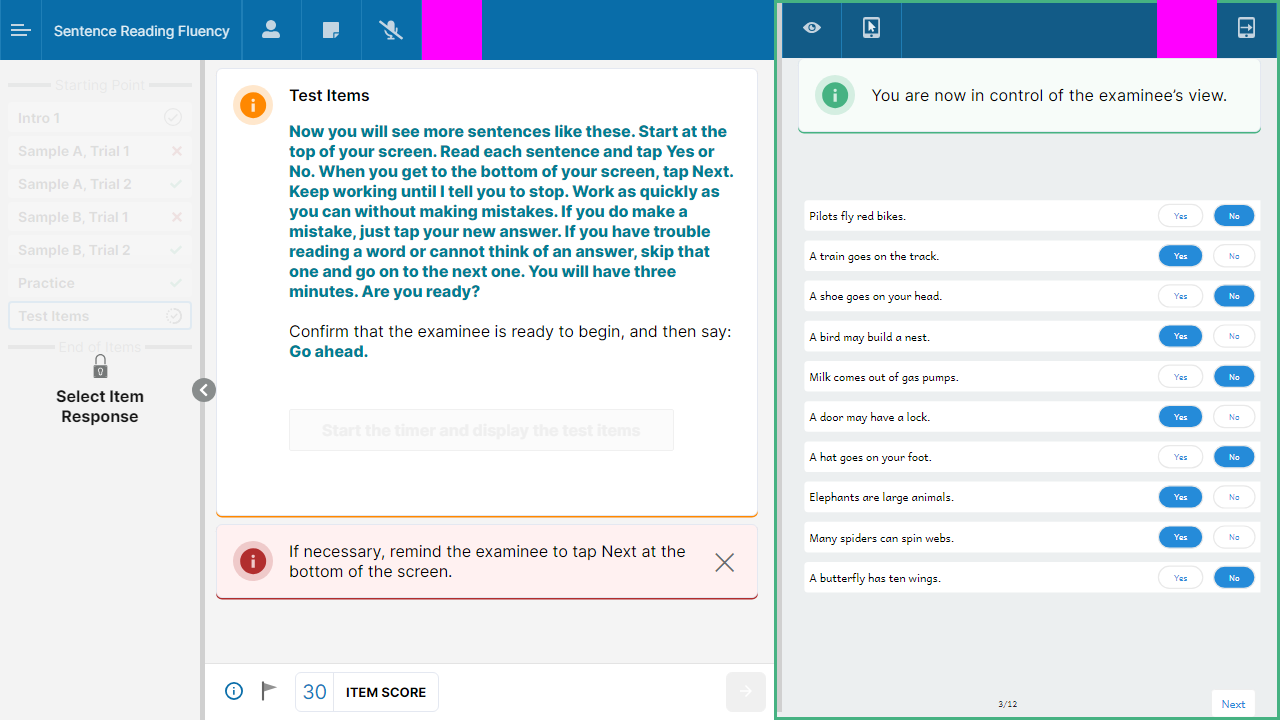 Sentence Reading Fluency
Starting Point
Intro 1
Sample A, Trial 1
Sample A, Trial 2
Sample B, Trial 1
Sample B, Trial 2
Practice
Test Items
End of Items
Select Item
Response
Test Items
Now you will see more sentences like these. Start at the
top of your screen. Read each sentence and tap Yes or
No. When you get to the bottom of your screen, tap Next.
Keep working until I tell you to stop. Work as quickly as
you can without making mistakes. If you do make a
mistake, just tap your new answer. If you have trouble
reading a word or cannot think of an answer, skip that
one and go on to the next one. You will have three
minutes. Are you ready?
Confirm that the examinee is ready to begin, and then say:
Go ahead.
Start the timer and display the test items
If necessary, remind the examinee to tap Next at the
bottom of the screen.
30 ITEM SCORE
You are now in control of the examinee's view.
Pilots fly red bikes. Yes No
A train goes on the track. Yes No
A shoe goes on your head. Yes No
A bird may build a nest. Yes No
Milk comes out of gas pumps. Yes No
A door may have a lock. Yes No
A hat goes on your foot. Yes No
Elephants are large animals. Yes No
Many spiders can spin webs. Yes No
A butterfly has ten wings. Yes No
3/12
Next